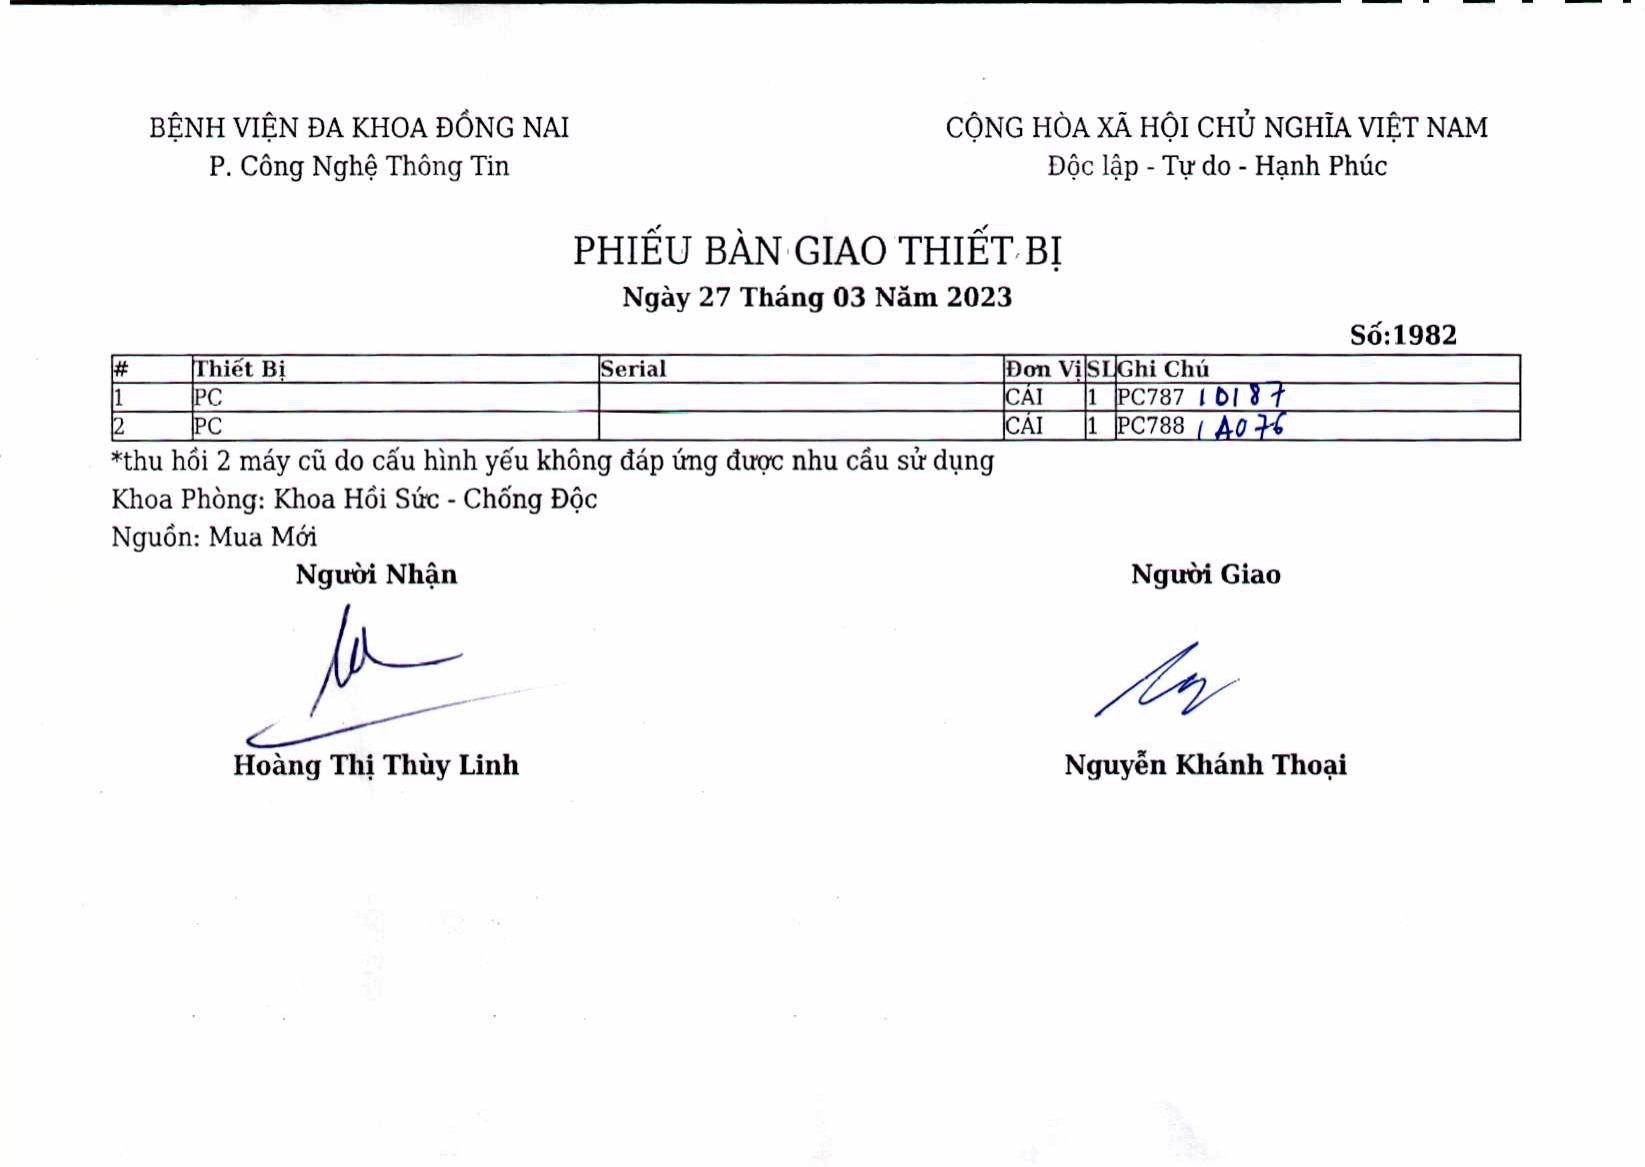 BỆNH VIỆN ĐA KHOA ĐỒNG NAI
P. Công Nghệ Thông Tin
CỘNG HÒA XÃ HỘI CHỦ NGHĨA VIỆT NAM
Độc lập - Tự do - Hạnh Phúc
PHIẾU BÀN GIAO THIẾT BỊ
Ngày 27 Tháng 03 Năm 2023
Số:1982
# Thiết Bị Serial Đơn Vị SL Ghi Chú
1 PC CÁI 1 PC787 1D187
2 PC CÁI 1 PC788 1A076
*thu hồi 2 máy cũ do cấu hình yếu không đáp ứng được nhu cầu sử dụng
Khoa Phòng: Khoa Hồi Sức - Chống Độc
Nguồn: Mua Mới
Người Nhận Người Giao
Hoàng Thị Thùy Linh Nguyễn Khánh Thoại